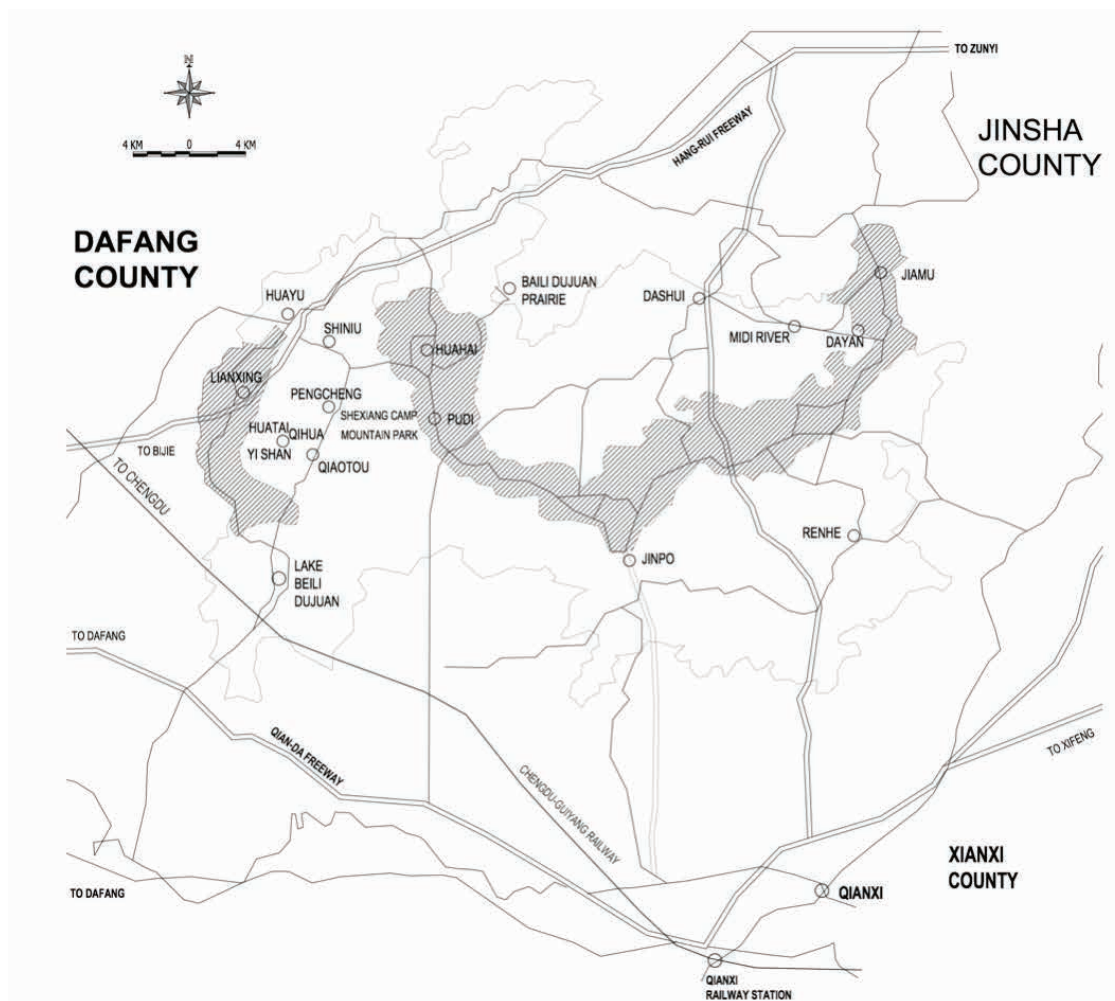 N
TO ZUNYI
4 KM
0
4 KM
HANG-RUI FREEWAY
JINSHA
COUNTY
DAFANG
COUNTY
HUAYU
BAILI DUJUAN
PRAIRIE
DASHUI
JIAMU
SHINIU
MIDI RIVER
DAYAN
HUAHAI
LIANXING
PENGCHENG
SHEXIANG CAMP
MOUNTAIN PARK
PUDI
HUATAI
QIHUA
YI SHAN
QIAOTOU
TO BIJIE
TO CHENGDU
RENHE
JINPO
LAKE
BEILI
DUJUAN
TO DAFANG
QIAN-DA FREEWAY
CHENGDU-GUIYANG RAILWAY
TO XIFENG
XIANXI
COUNTY
TO DAFANG
QIANXI
QIANXI
RAILWAY STATION